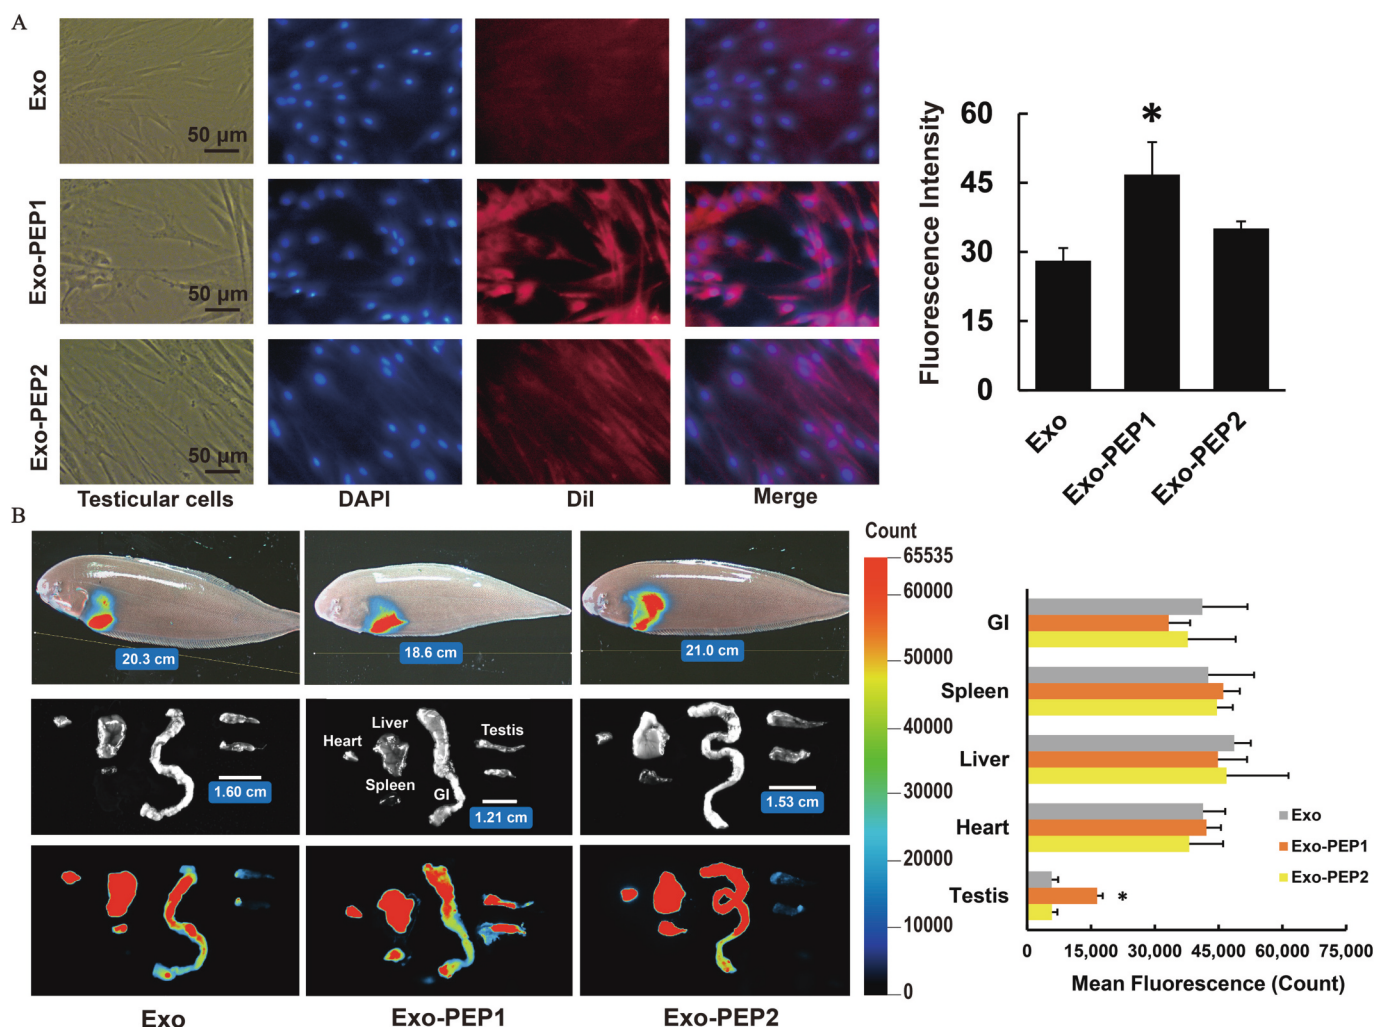 A
Exo
50 µm
Exo-PEP1
50 µm
Exo-PEP2
50 µm
Testicular cells
DAPI
Dil
Merge
Fluorescence Intensity
60
45
30
15
0
*
Exo
Exo-PEP1
Exo-PEP2
B
20.3 cm
18.6 cm
21.0 cm
1.60 cm
Heart
Liver
Spleen
GI
Testis
1.21 cm
1.53 cm
Exo
Exo-PEP1
Exo-PEP2
Count
65535
60000
50000
40000
30000
20000
10000
0
GI
Spleen
Liver
Heart
Testis
*
Exo
Exo-PEP1
Exo-PEP2
0 15,000 30,000 45,000 60,000 75,000
Mean Fluorescence (Count)